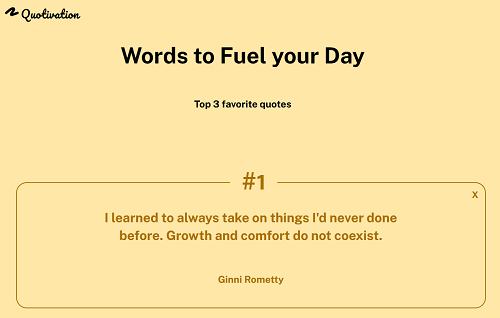 Quotivation
Words to Fuel your Day
Top 3 favorite quotes
#1
x
I learned to always take on things I'd never done
before. Growth and comfort do not coexist.
Ginni Rometty